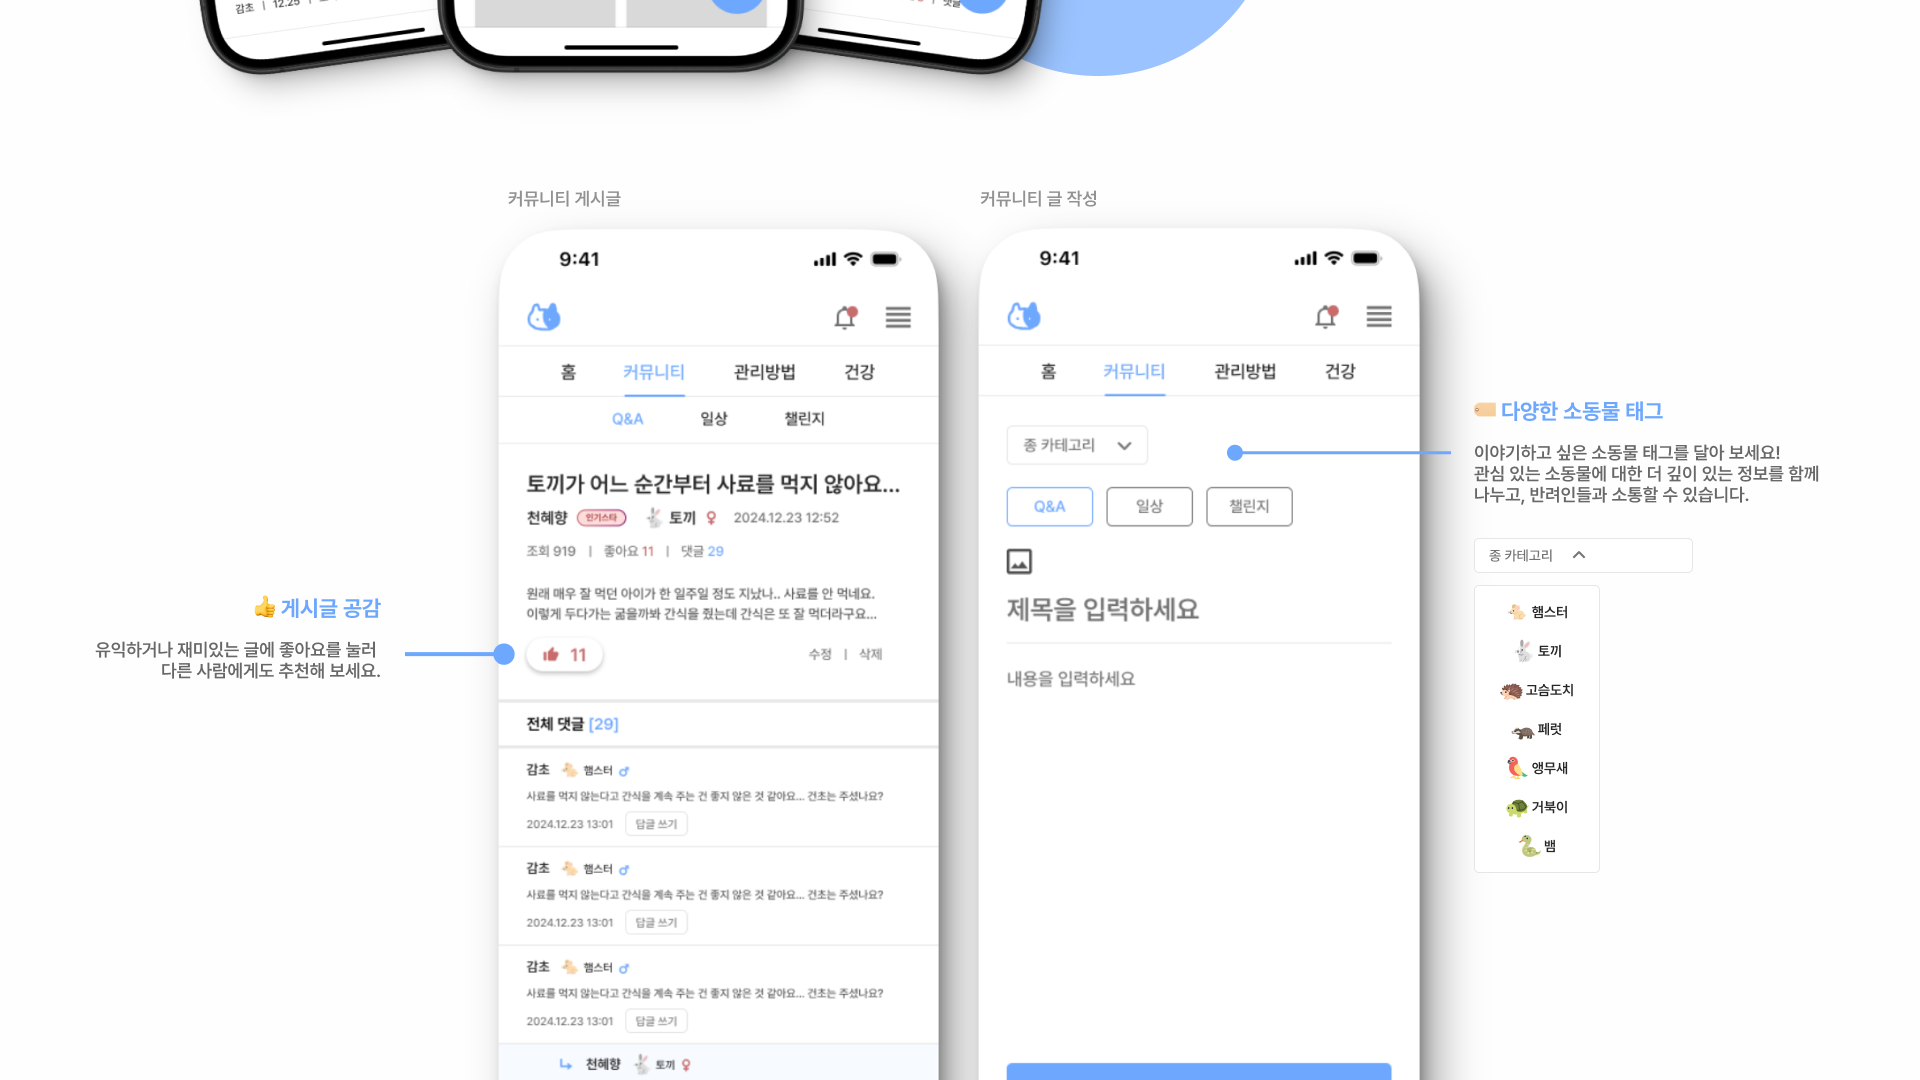 감초 | 12.25 |
댓글
커뮤니티 게시글
커뮤니티 글 작성
9:41
홈 커뮤니티 관리방법 건강
Q&A 일상 챌린지
토끼가 어느 순간부터 사료를 먹지 않아요...
천혜향 인기스타 토끼 ♀ 2024.12.23 12:52
조회 919 | 좋아요 11 | 댓글 29
원래 매우 잘 먹던 아이가 한 일주일 정도 지났나.. 사료를 안 먹네요.
이렇게 두다가는 굶을까봐 간식을 줬는데 간식은 또 잘 먹더라구요...
11
수정 | 삭제
전체 댓글 [29]
감초 햄스터 ♂
사료를 먹지 않는다고 간식을 계속 주는 건 좋지 않은 것 같아요... 건초는 주셨나요?
2024.12.23 13:01 답글 쓰기
감초 햄스터 ♂
사료를 먹지 않는다고 간식을 계속 주는 건 좋지 않은 것 같아요... 건초는 주셨나요?
2024.12.23 13:01 답글 쓰기
감초 햄스터 ♂
사료를 먹지 않는다고 간식을 계속 주는 건 좋지 않은 것 같아요... 건초는 주셨나요?
2024.12.23 13:01 답글 쓰기
천혜향 토끼 ♀
게시글 공감
유익하거나 재미있는 글에 좋아요를 눌러
다른 사람에게도 추천해 보세요.
9:41
홈 커뮤니티 관리방법 건강
종 카테고리
Q&A 일상 챌린지
제목을 입력하세요
내용을 입력하세요
다양한 소동물 태그
이야기하고 싶은 소동물 태그를 달아 보세요!
관심 있는 소동물에 대한 더 깊이 있는 정보를 함께
나누고, 반려인들과 소통할 수 있습니다.
종 카테고리
햄스터
토끼
고슴도치
페럿
앵무새
거북이
뱀